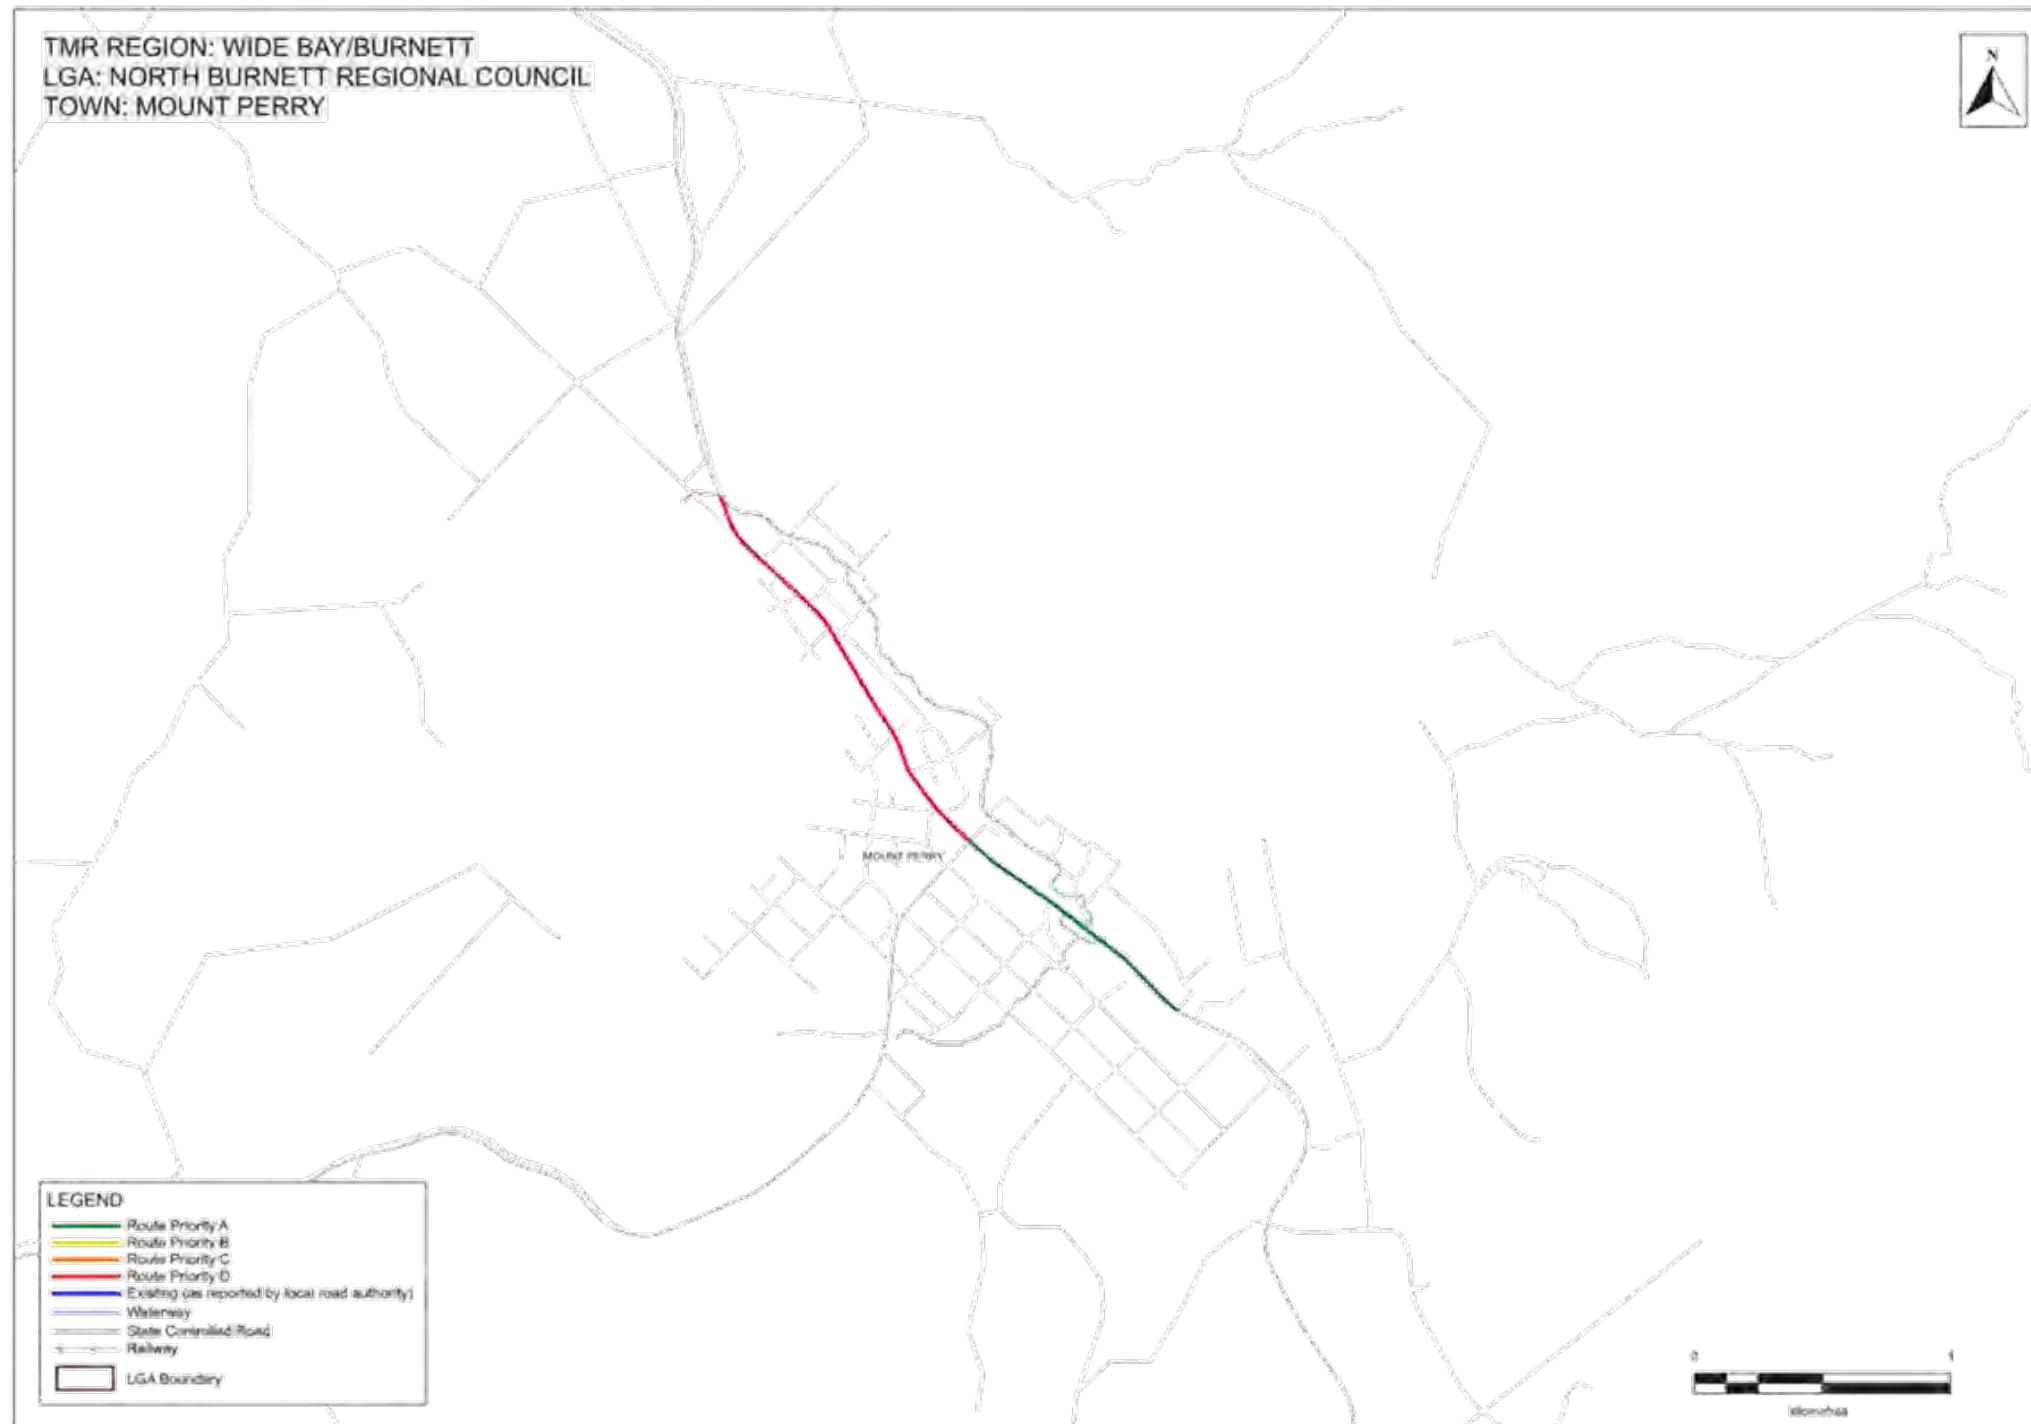 TMR REGION: WIDE BAY/BURNETT
LGA: NORTH BURNETT REGIONAL COUNCIL
TOWN: MOUNT PERRY
N
MOUNT PERRY
LEGEND
Route Priority A
Route Priority B
Route Priority C
Route Priority D
Existing (as reported by local road authority)
Waterway
State Controlled Road
Railway
LGA Boundary
0 1
kilometres